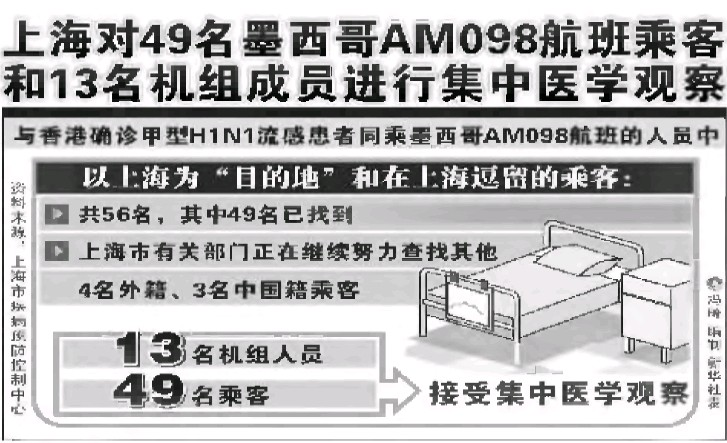 上海对49名墨西哥AM098航班乘客
和13名机组成员进行集中医学观察
与香港确诊甲型H1N1流感患者同乘墨西哥AM098航班的人员中
以上海为“目的地”和在上海逗留的乘客：
共56名，其中49名已找到
上海市有关部门正在继续努力查找其他
4名外籍、3名中国籍乘客
13名机组人员
49名乘客
接受集中医学观察
资料来源：上海市疾病预防控制中心
编制 新华社发